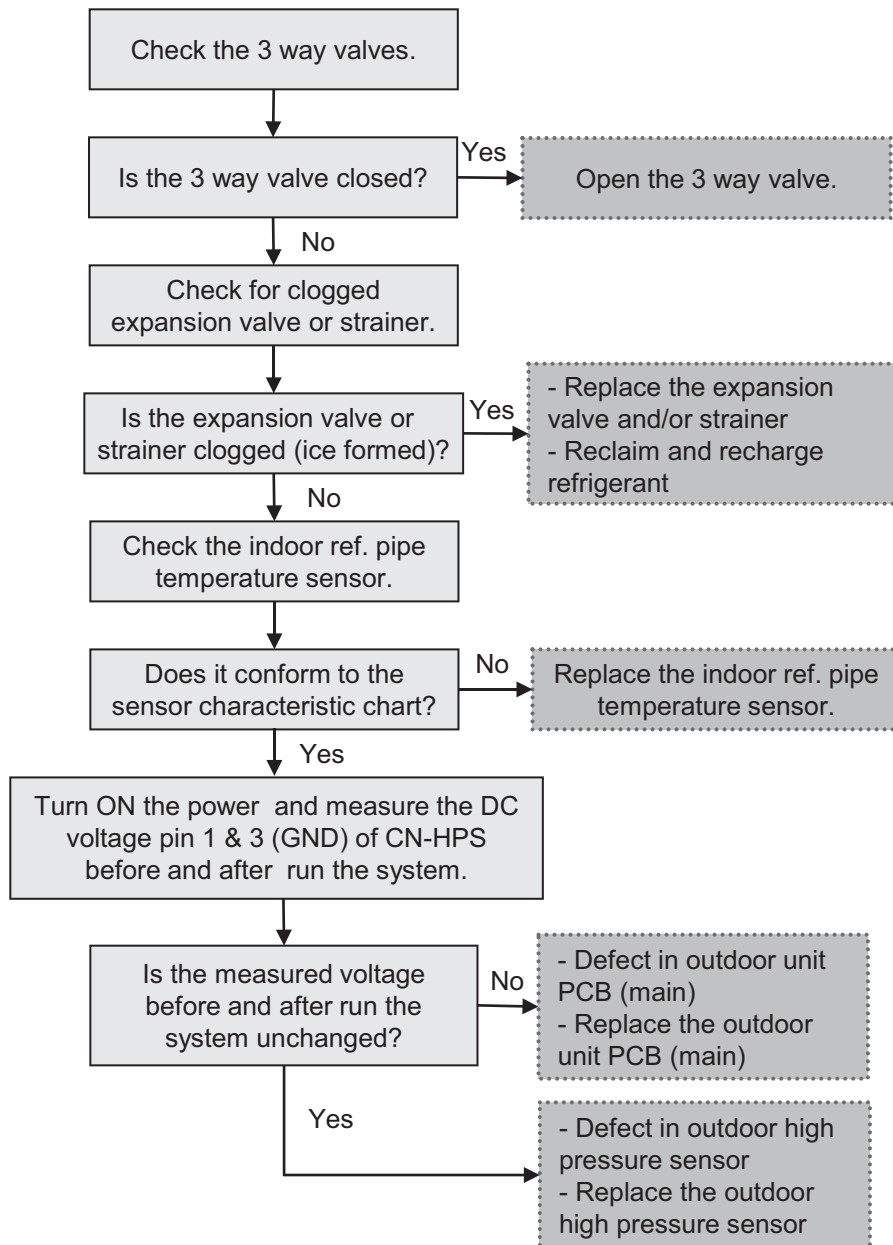 Check the 3 way valves.
Is the 3 way valve closed?
Yes
Open the 3 way valve.
No
Check for clogged
expansion valve or strainer.
Is the expansion valve or
strainer clogged (ice formed)?
Yes
- Replace the expansion
valve and/or strainer
- Reclaim and recharge
refrigerant
No
Check the indoor ref. pipe
temperature sensor.
Does it conform to the
sensor characteristic chart?
No
Replace the indoor ref. pipe
temperature sensor.
Yes
Turn ON the power and measure the DC
voltage pin 1 & 3 (GND) of CN-HPS
before and after run the system.
Is the measured voltage
before and after run the
system unchanged?
No
- Defect in outdoor unit
PCB (main)
- Replace the outdoor
unit PCB (main)
Yes
- Defect in outdoor high
pressure sensor
- Replace the outdoor
high pressure sensor